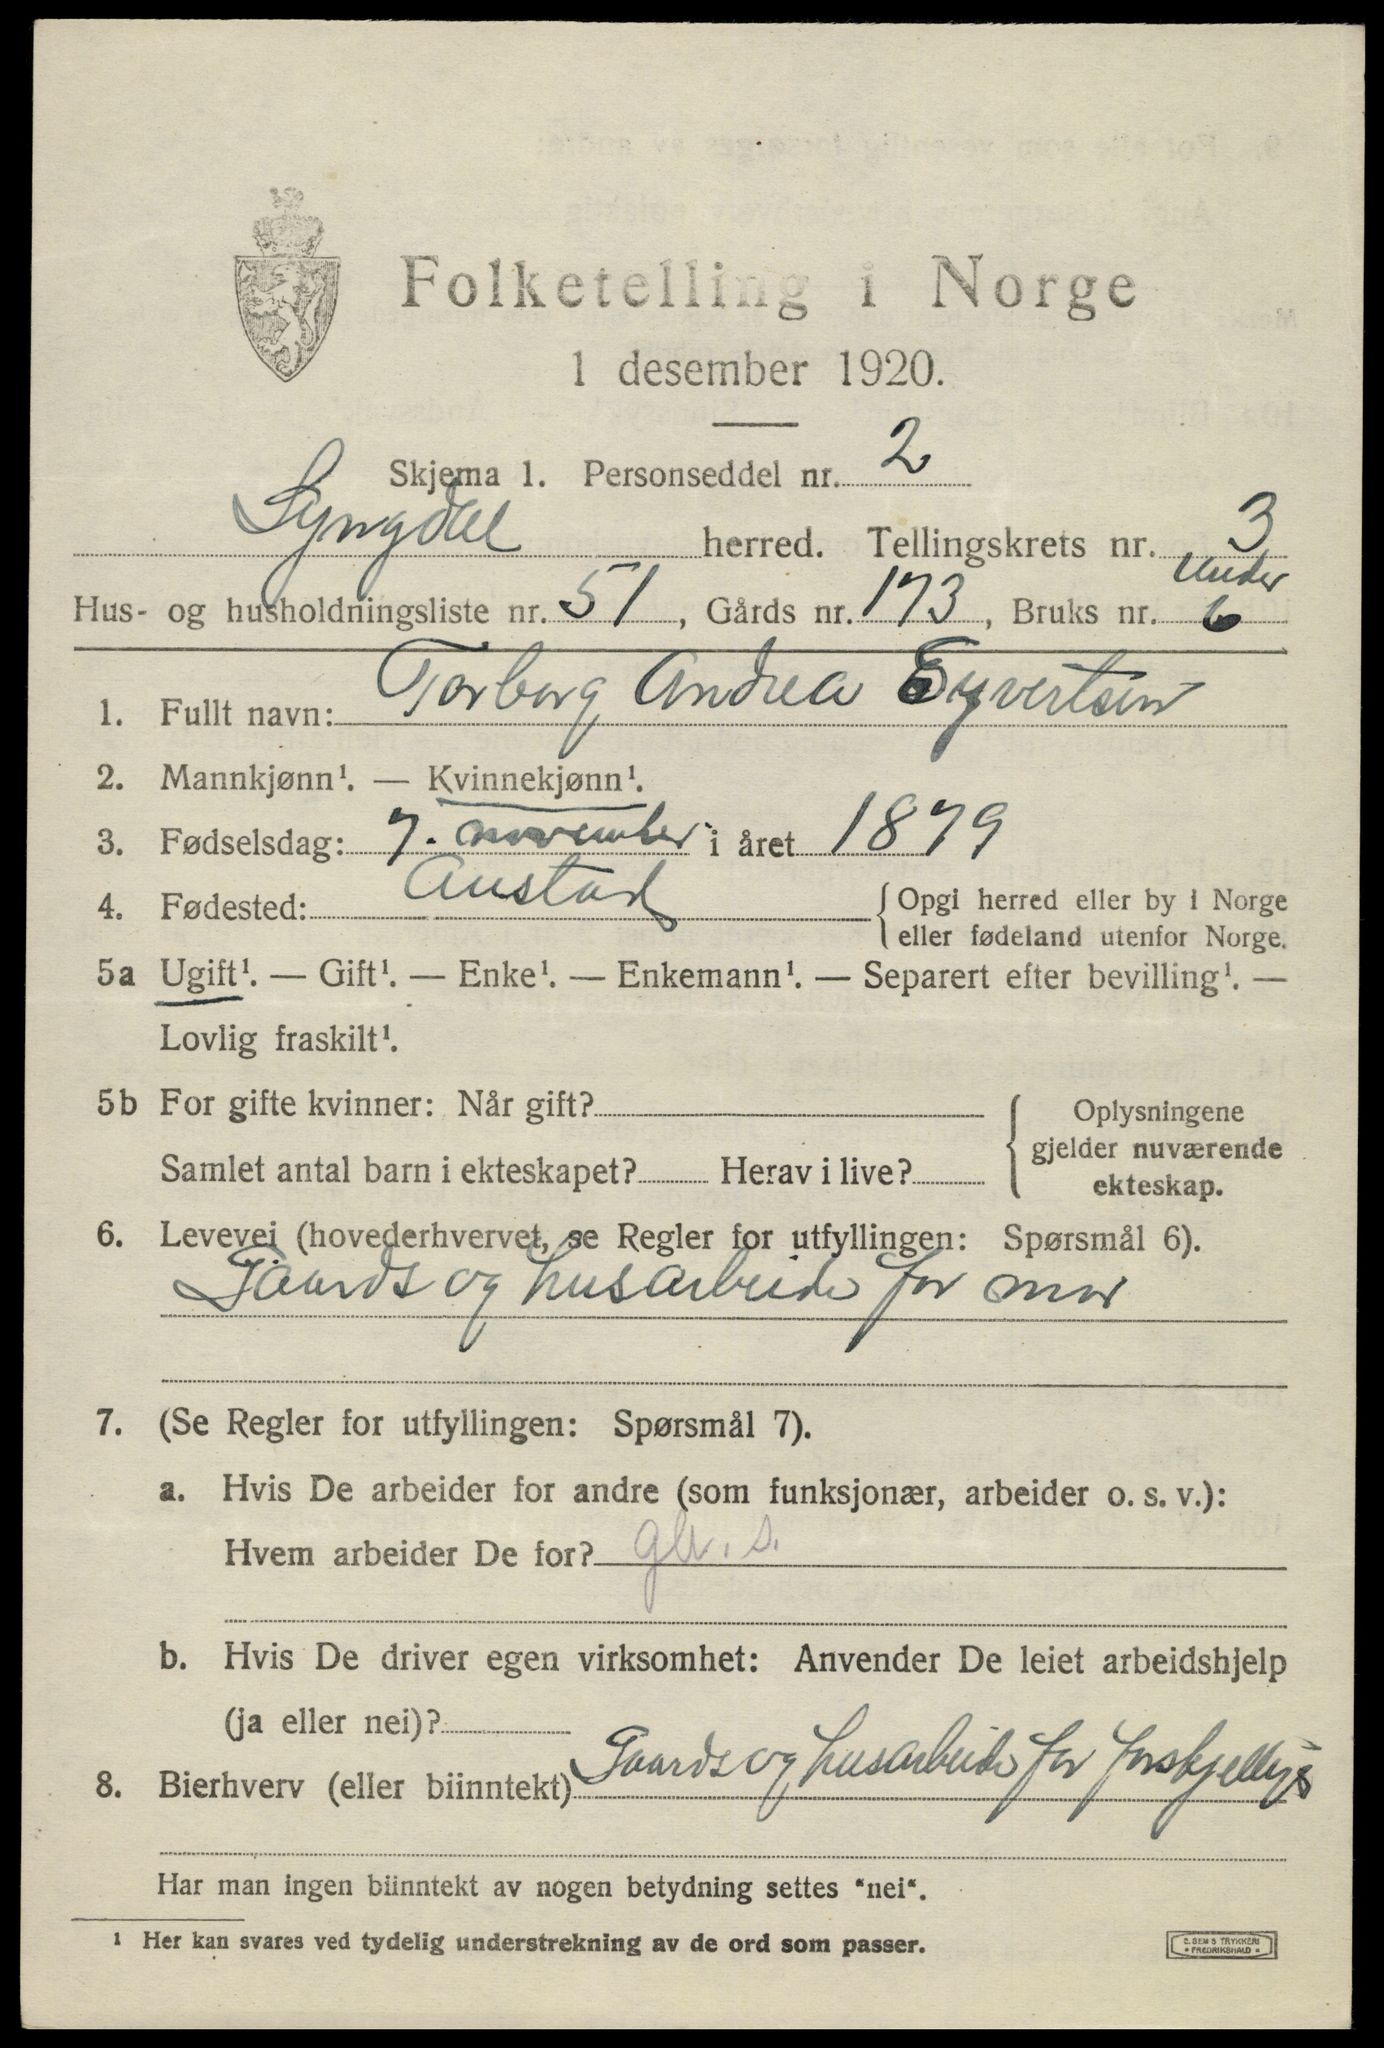 Folketelling i Norge
1 desember 1920.
Skjema 1. Personseddel nr. 2
Lyngdal herred. Tellingskrets nr. 3
Under
Hus- og husholdningsliste nr. 51, Gårds nr. 173, Bruks nr. 6
1. Fullt navn: Torborg Andrea Syvertsen
2. Mannkjønn¹. — Kvinnekjønn¹.
3. Fødselsdag: 7. november i året 1879
4. Fødested: Austad {Opgi herred eller by i Norge
eller fødeland utenfor Norge.
5a Ugift¹. — Gift¹. — Enke¹. — Enkemann¹. — Separert efter bevilling¹. —
Lovlig fraskilt¹.
5b For gifte kvinner: Når gift? {Oplysningene
gjelder nuværende
Samlet antal barn i ekteskapet? Herav i live? ekteskap.
6. Levevei (hovederhvervet, se Regler for utfyllingen: Spørsmål 6).
Gaards og husarbeide for mor
7. (Se Regler for utfyllingen: Spørsmål 7).
a. Hvis De arbeider for andre (som funksjonær, arbeider o. s. v.):
Hvem arbeider De for?
b. Hvis De driver egen virksomhet: Anvender De leiet arbeidshjelp
(ja eller nei)?
8. Bierhverv (eller biinntekt) Gaards og husarbeide for forskjellige
Har man ingen biinntekt av nogen betydning settes "nei".
¹ Her kan svares ved tydelig understrekning av de ord som passer.
E. SEM'S TRYKKERI
FREDRIKSHALD